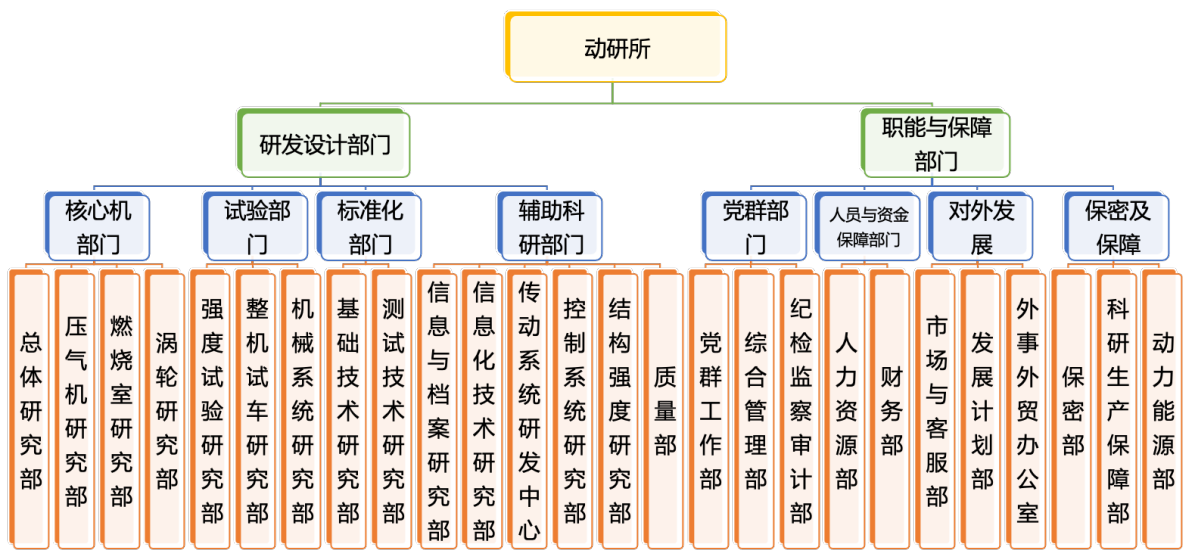 动研所
研发设计部门
职能与保障
部门
核心机
部门
试验部
门
标准化
部门
辅助科
研部门
党群部
门
人员与资金
保障部门
对外发
展
保密及
保障
总体研究部
压气机研究部
燃烧室研究部
涡轮研究部
强度试验研究部
整机试车研究部
机械系统研究部
基础技术研究部
测试技术研究部
信息与档案研究部
信息化技术研究部
传动系统研发中心
控制系统研究部
结构强度研究部
质量部
党群工作部
综合管理部
纪检监察审计部
人力资源部
财务部
市场与客服部
发展计划部
外事外贸办公室
保密部
科研生产保障部
动力能源部